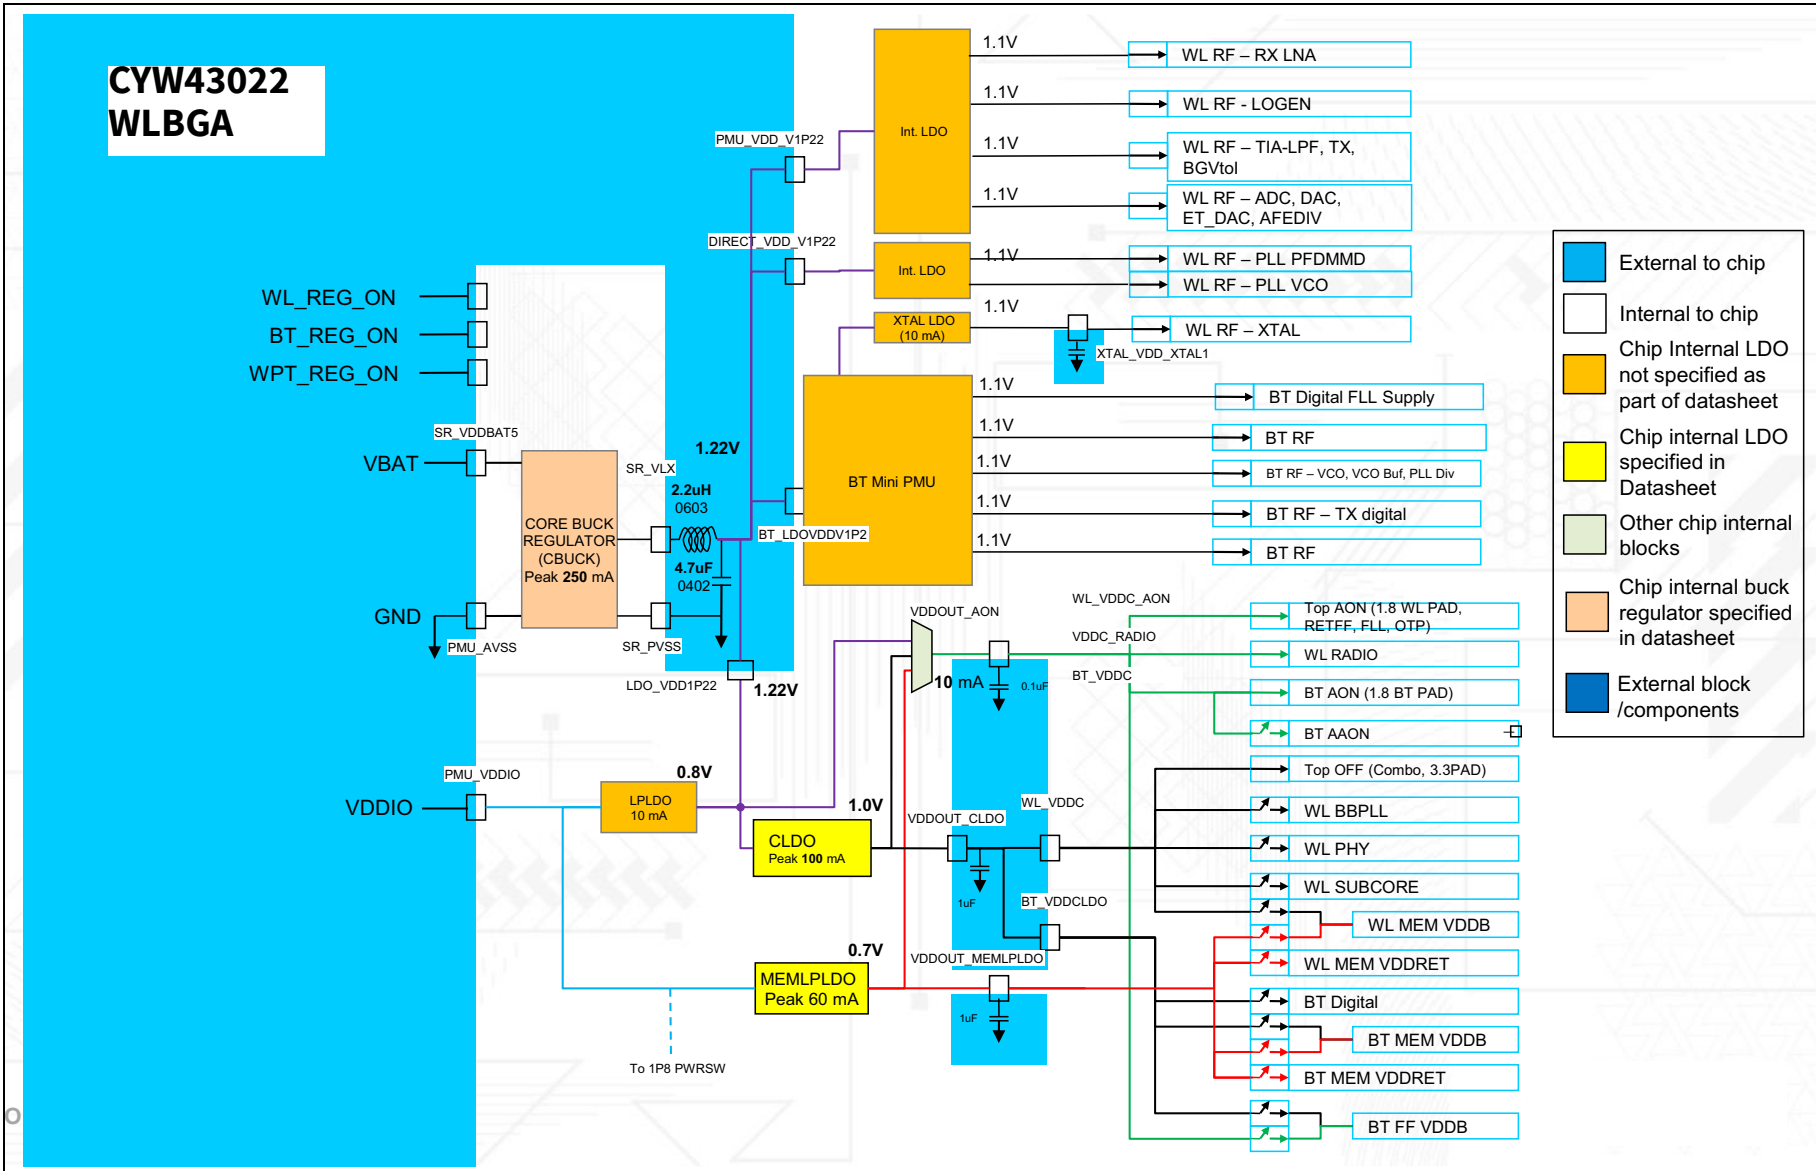 CYW43022
WLBGA
WL_REG_ON
BT_REG_ON
WPT_REG_ON
SR_VDDBAT5
VBAT
CORE BUCK
REGULATOR
(CBUCK)
Peak 250 mA
GND
PMU_AVSS
SR_VLX
2.2uH
0603
4.7uF
0402
SR_PVSS
1.22V
LDO_VDD1P22
1.22V
PMU_VDD_V1P22
DIRECT_VDD_V1P22
BT_LDOVDDV1P2
Int. LDO
1.1V
WL RF – RX LNA
1.1V
WL RF - LOGEN
1.1V
WL RF – TIA-LPF, TX,
BGVtol
1.1V
WL RF – ADC, DAC,
ET_DAC, AFEDIV
Int. LDO
1.1V
WL RF – PLL PFDMMD
WL RF – PLL VCO
XTAL LDO
(10 mA)
1.1V
WL RF – XTAL
XTAL_VDD_XTAL1
BT Mini PMU
1.1V
BT Digital FLL Supply
1.1V
BT RF
1.1V
BT RF – VCO, VCO Buf, PLL Div
1.1V
BT RF – TX digital
1.1V
BT RF
VDDOUT_AON
10 mA
0.1uF
WL_VDDC_AON
VDDC_RADIO
BT_VDDC
Top AON (1.8 WL PAD,
RETFF, FLL, OTP)
WL RADIO
BT AON (1.8 BT PAD)
BT AAON
PMU_VDDIO
VDDIO
LPLDO
10 mA
0.8V
CLDO
Peak 100 mA
1.0V
VDDOUT_CLDO
1uF
WL_VDDC
BT_VDDCLDO
Top OFF (Combo, 3.3PAD)
WL BBPLL
WL PHY
WL SUBCORE
WL MEM VDDB
WL MEM VDDRET
MEMLPLDO
Peak 60 mA
0.7V
VDDOUT_MEMLPLDO
1uF
To 1P8 PWRSW
BT Digital
BT MEM VDDB
BT MEM VDDRET
BT FF VDDB
External to chip
Internal to chip
Chip Internal LDO
not specified as
part of datasheet
Chip internal LDO
specified in
Datasheet
Other chip internal
blocks
Chip internal buck
regulator specified
in datasheet
External block
/components
o